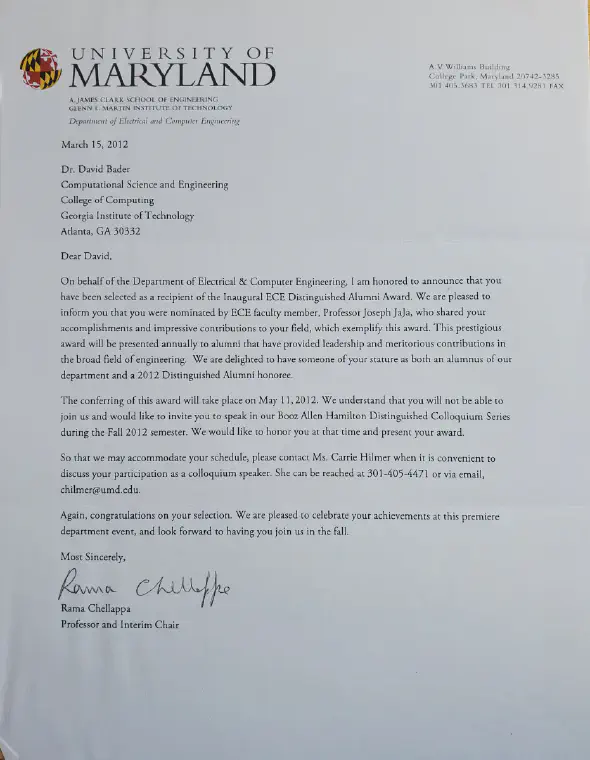 UNIVERSITY OF
MARYLAND
A. JAMES CLARK SCHOOL OF ENGINEERING
GLENN L. MARTIN INSTITUTE OF TECHNOLOGY
Department of Electrical and Computer Engineering
A.V. Williams Building
College Park, Maryland 20742-3285
301.405.3683 TEL 301.314.9281 FAX
March 15, 2012
Dr. David Bader
Computational Science and Engineering
College of Computing
Georgia Institute of Technology
Atlanta, GA 30332
Dear David,
On behalf of the Department of Electrical & Computer Engineering, I am honored to announce that you
have been selected as a recipient of the Inaugural ECE Distinguished Alumni Award. We are pleased to
inform you that you were nominated by ECE faculty member, Professor Joseph JaJa, who shared your
accomplishments and impressive contributions to your field, which exemplify this award. This prestigious
award will be presented annually to alumni that have provided leadership and meritorious contributions in
the broad field of engineering. We are delighted to have someone of your stature as both an alumnus of our
department and a 2012 Distinguished Alumni honoree.
The conferring of this award will take place on May 11, 2012. We understand that you will not be able to
join us and would like to invite you to speak in our Booz Allen Hamilton Distinguished Colloquium Series
during the Fall 2012 semester. We would like to honor you at that time and present your award.
So that we may accommodate your schedule, please contact Ms. Carrie Hilmer when it is convenient to
discuss your participation as a colloquium speaker. She can be reached at 301-405-4471 or via email,
chilmer@umd.edu.
Again, congratulations on your selection. We are pleased to celebrate your achievements at this premiere
department event, and look forward to having you join us in the fall.
Most Sincerely,
Rama Chellappa
Rama Chellappa
Professor and Interim Chair